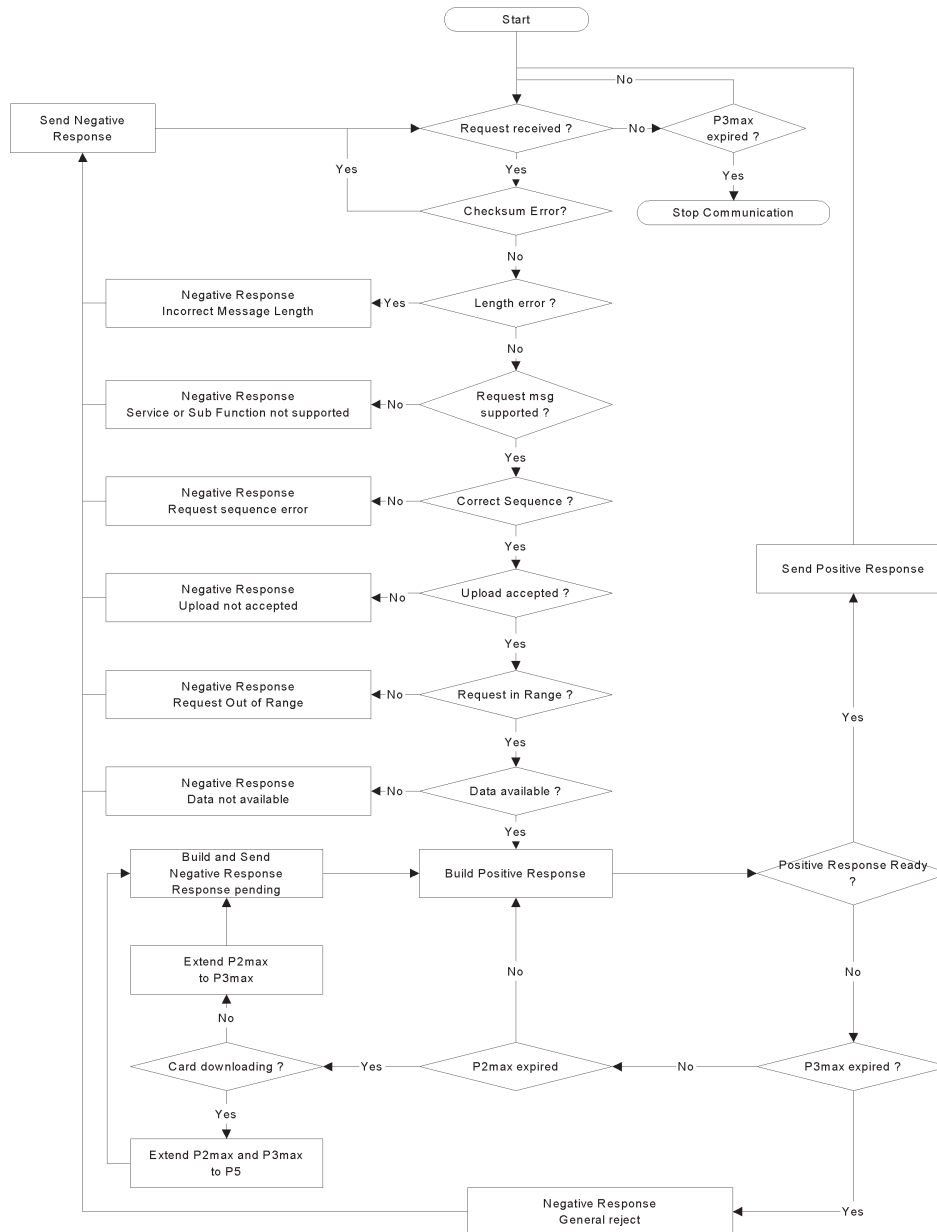 Start
No
Send Negative
Response
Request received ?
No
P3max
expired ?
Yes
Yes
Yes
Checksum Error?
Stop Communication
No
Negative Response
Incorrect Message Length
Yes
Length error ?
No
Negative Response
Service or Sub Function not supported
No
Request msg
supported ?
Yes
Negative Response
Request sequence error
No
Correct Sequence ?
Yes
Send Positive Response
Negative Response
Upload not accepted
No
Upload accepted ?
Yes
Negative Response
Request Out of Range
No
Request in Range ?
Yes
Yes
Negative Response
Data not available
No
Data available ?
Yes
Build and Send
Negative Response
Response pending
Build Positive Response
Positive Response Ready
?
Extend P2max
to P3max
No
No
No
Card downloading ?
Yes
P2max expired
No
P3max expired ?
Yes
Extend P2max and P3max
to P5
Negative Response
General reject
Yes